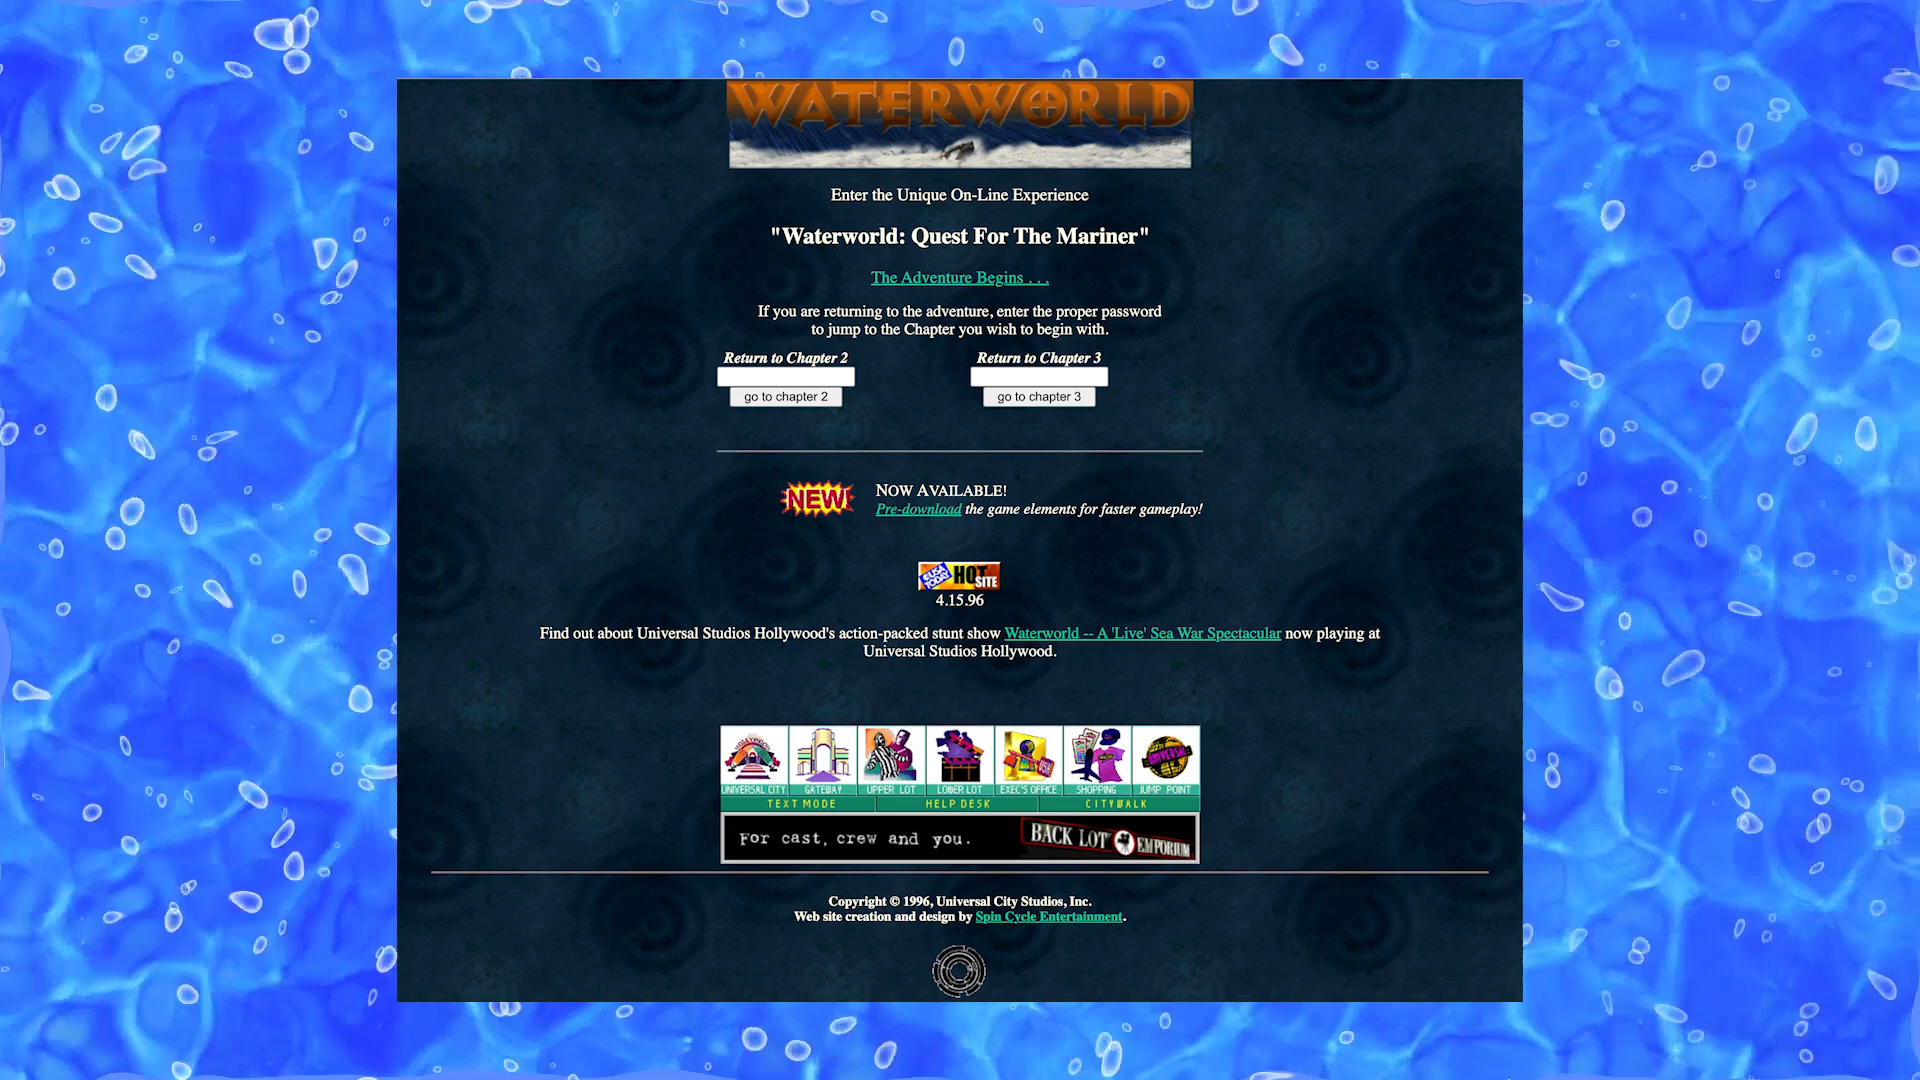 WATERWORLD
Enter the Unique On-Line Experience
"Waterworld: Quest For The Mariner"
The Adventure Begins . . .
If you are returning to the adventure, enter the proper password
to jump to the Chapter you wish to begin with.
Return to Chapter 2 Return to Chapter 3
go to chapter 2 go to chapter 3
NEW
NOW AVAILABLE!
Pre-download the game elements for faster gameplay!
USA TODAY HOT SITE
4.15.96
Find out about Universal Studios Hollywood's action-packed stunt show Waterworld -- A 'Live' Sea War Spectacular now playing at
Universal Studios Hollywood.
UNIVERSAL CITY GATEWAY UPPER LOT LOWER LOT EXEC'S OFFICE SHOPPING JUMP POINT
TEXT MODE HELP DESK CITYWALK
For cast, crew and you. BACK LOT EMPORIUM
Copyright © 1996, Universal City Studios, Inc.
Web site creation and design by Spin Cycle Entertainment.